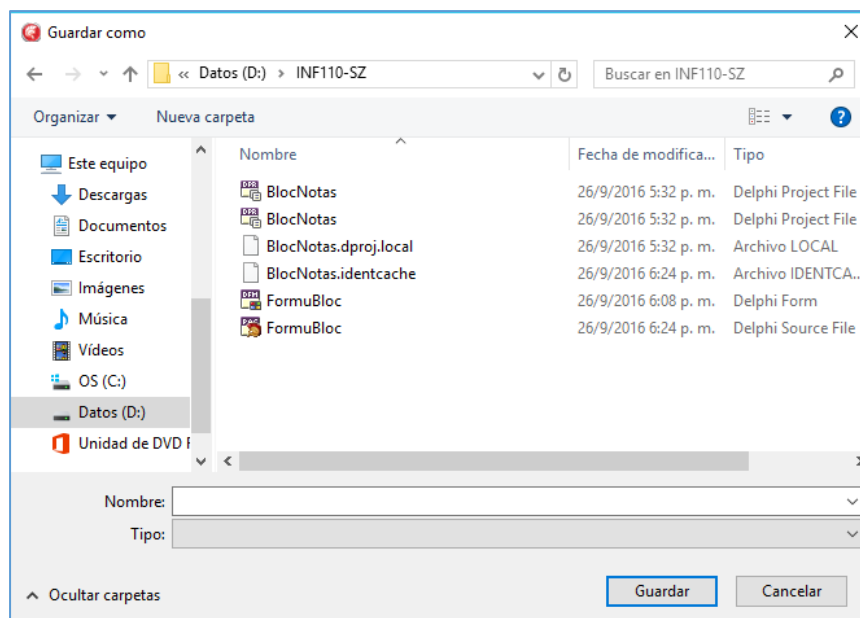 Guardar como
« Datos (D:) › INF110-SZ
Buscar en INF110-SZ
Organizar
Nueva carpeta
?
Nombre
Fecha de modifica...
Tipo
Este equipo
Descargas
Documentos
Escritorio
Imágenes
Música
Vídeos
OS (C:)
Datos (D:)
Unidad de DVD
BlocNotas 26/9/2016 5:32 p. m. Delphi Project File
BlocNotas 26/9/2016 5:32 p. m. Delphi Project File
BlocNotas.dproj.local 26/9/2016 5:32 p. m. Archivo LOCAL
BlocNotas.identcache 26/9/2016 6:24 p. m. Archivo IDENTCA...
FormuBloc 26/9/2016 6:08 p. m. Delphi Form
FormuBloc 26/9/2016 6:24 p. m. Delphi Source File
Nombre:
Tipo:
Ocultar carpetas
Guardar
Cancelar